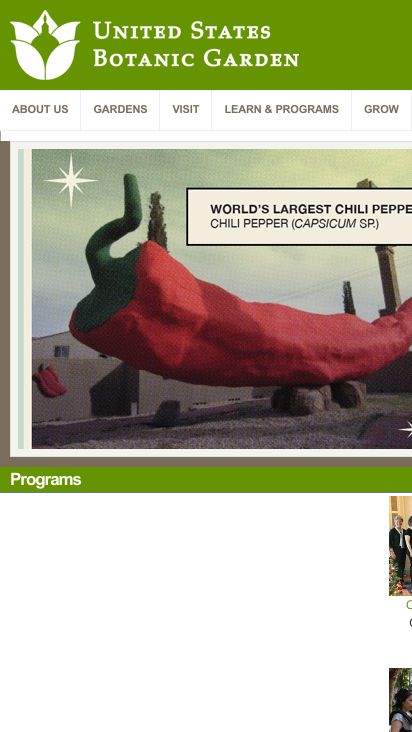 UNITED STATES
BOTANIC GARDEN
ABOUT US GARDENS VISIT LEARN & PROGRAMS GROW
WORLD'S LARGEST CHILI PEPPE
CHILI PEPPER (CAPSICUM SP.)
Programs